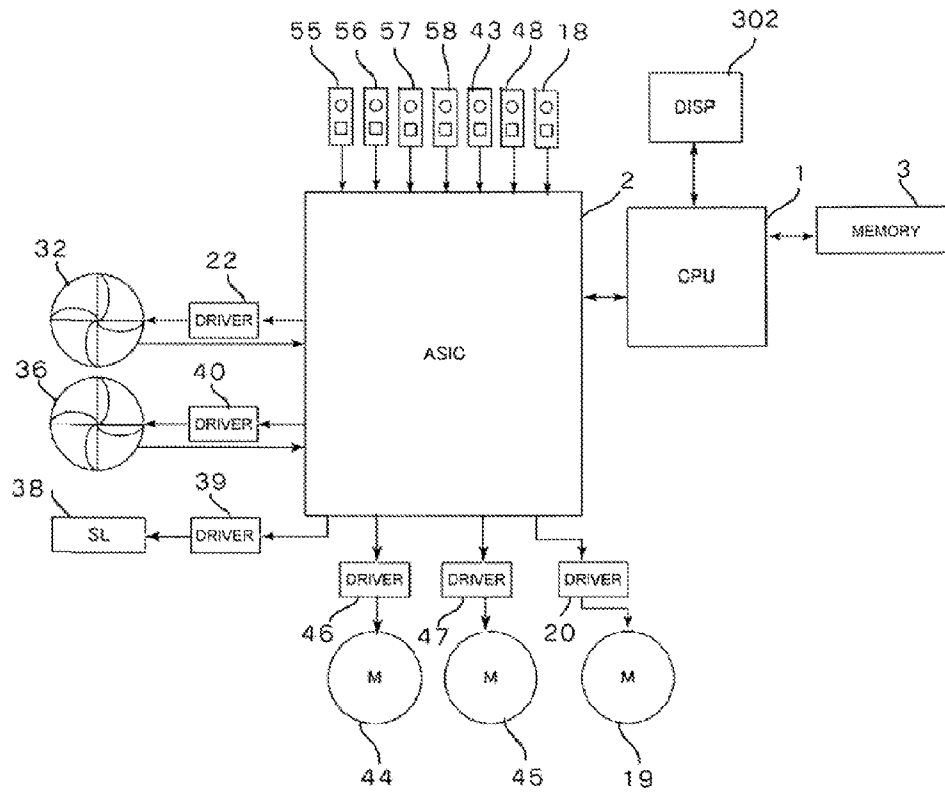 55 56 57 58 43 48 18
302
DISP
2
1
3
CPU
MEMORY
32
22
DRIVER
ASIC
36
40
DRIVER
38
39
SL
DRIVER
DRIVER
DRIVER
DRIVER
46
47
20
M
M
M
44
45
19